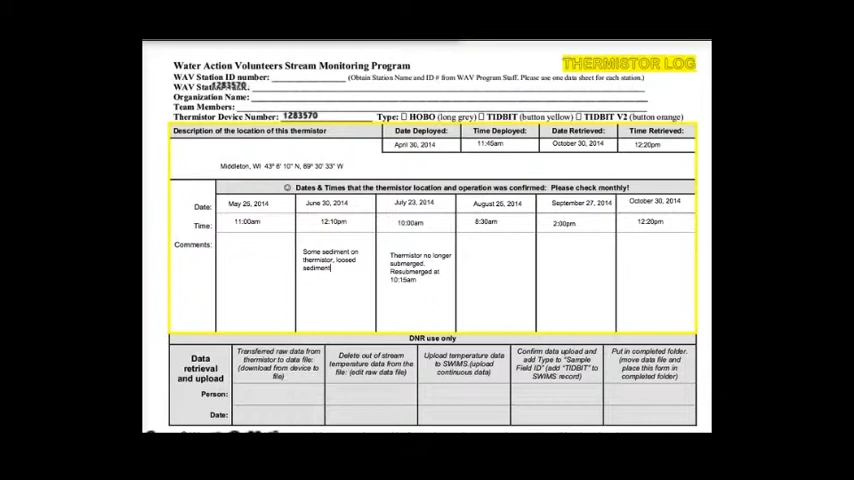 Water Action Volunteers Stream Monitoring Program
THERMISTOR LOG
WAV Station ID number: (Obtain Station Name and ID # from WAV Program Staff. Please use one data sheet for each station.)
WAV 1283570
Organization Name:
Team Members:
Thermistor Device Number: 1283570 Type: ☐ HOBO (long grey) ☐ TIDBIT (button yellow) ☐ TIDBIT V2 (button orange)
Description of the location of this thermistor
Date Deployed: Time Deployed: Date Retrieved: Time Retrieved:
April 30, 2014 11:45am October 30, 2014 12:20pm
Middleton, WI 43º 6' 10" N, 89º 30' 33" W
☺ Dates & Times that the thermistor location and operation was confirmed: Please check monthly!
Date: May 25, 2014 June 30, 2014 July 23, 2014 August 25, 2014 September 27, 2014 October 30, 2014
Time: 11:00am 12:10pm 10:00am 8:30am 2:00pm 12:20pm
Comments:
Some sediment on
thermistor, loosed
sediment
Thermistor no longer
submerged.
Resubmerged at
10:15am
DNR use only
Data
retrieval
and upload
Transferred raw data from
thermistor to data file:
(download from device to
file)
Delete out of stream
temperature data from the
file: (edit raw data file)
Upload temperature data
to SWIMS.(upload
continuous data)
Confirm data upload and
add Type to "Sample
Field ID" (add "TIDBIT" to
SWIMS record)
Put in completed folder.
(move data file and
place this form in
completed folder)
Person:
Date: